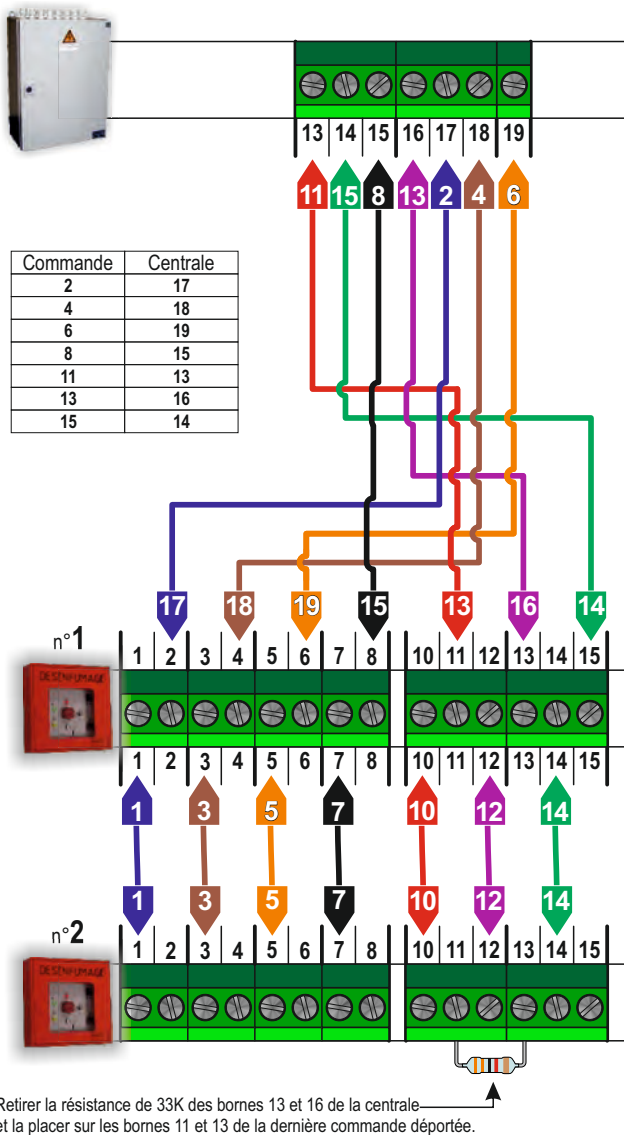 13 14 15 16 17 18 19
11 15 8 13 2 4 6
Commande Centrale
2 17
4 18
6 19
8 15
11 13
13 16
15 14
17 18 19 15 13 16 14
n°1
1 2 3 4 5 6 7 8 10 11 12 13 14 15
DESENFUMAGE
1 2 3 4 5 6 7 8 10 11 12 13 14 15
1 3 5 7 10 12 14
1 3 5 7 10 12 14
n°2
1 2 3 4 5 6 7 8 10 11 12 13 14 15
DESENFUMAGE
Retirer la résistance de 33K des bornes 13 et 16 de la centrale
et la placer sur les bornes 11 et 13 de la dernière commande déportée.